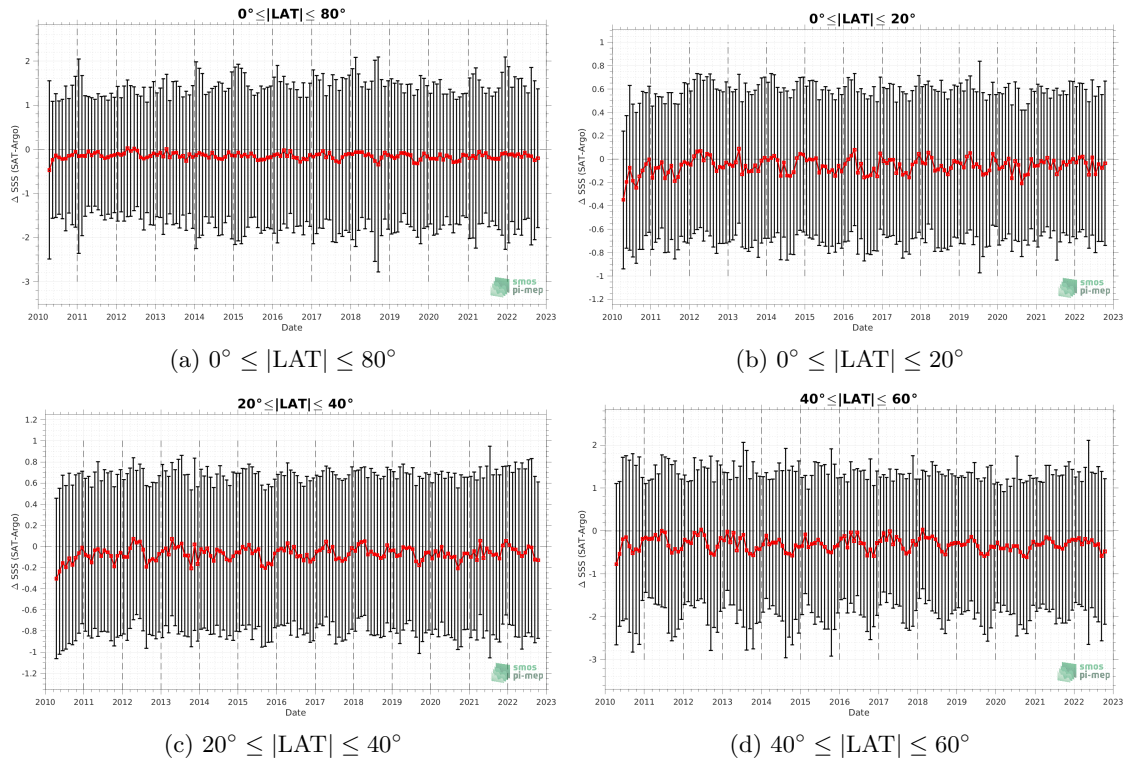 0°≤|LAT|≤ 80°
Δ SSS (SAT-Argo)
2
1
0
-1
-2
-3
2010 2011 2012 2013 2014 2015 2016 2017 2018 2019 2020 2021 2022 2023
Date
smos
pi-mep
(a) 0° ≤ |LAT| ≤ 80°
0°≤|LAT|≤ 20°
Δ SSS (SAT-Argo)
1
0.8
0.6
0.4
0.2
0
-0.2
-0.4
-0.6
-0.8
-1
-1.2
2010 2011 2012 2013 2014 2015 2016 2017 2018 2019 2020 2021 2022 2023
Date
smos
pi-mep
(b) 0° ≤ |LAT| ≤ 20°
20°≤|LAT|≤ 40°
Δ SSS (SAT-Argo)
1.2
1
0.8
0.6
0.4
0.2
0
-0.2
-0.4
-0.6
-0.8
-1
-1.2
2010 2011 2012 2013 2014 2015 2016 2017 2018 2019 2020 2021 2022 2023
Date
smos
pi-mep
(c) 20° ≤ |LAT| ≤ 40°
40°≤|LAT|≤ 60°
Δ SSS (SAT-Argo)
2
1
0
-1
-2
-3
2010 2011 2012 2013 2014 2015 2016 2017 2018 2019 2020 2021 2022 2023
Date
smos
pi-mep
(d) 40° ≤ |LAT| ≤ 60°